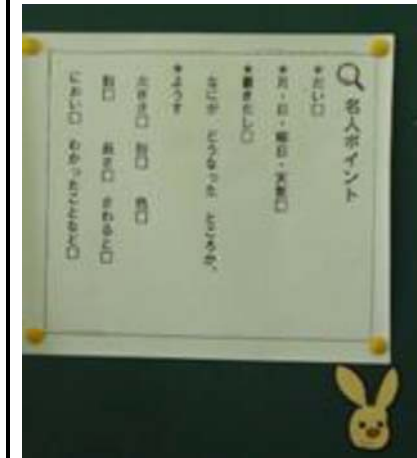 名人ポイント
*だい□
*月・日・曜日・天気□
*書きだし□
なにが どうなった ところか。
*ようす
大きさ□ 形□ 色□
数□ 長さ□ さわると□
におい□ わかったことなど□